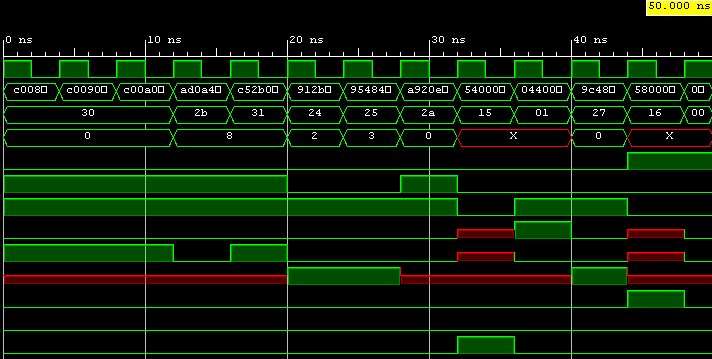 50.000 ns
0 ns 10 ns 20 ns 30 ns 40 ns
c008 c0090 c00a0 ad0a4 c52b0 912b 95484 a920e 54000 04400 9c48 58000 00
30 2b 31 24 25 2a 15 01 27 16 00
0 8 2 3 0 X 0 X